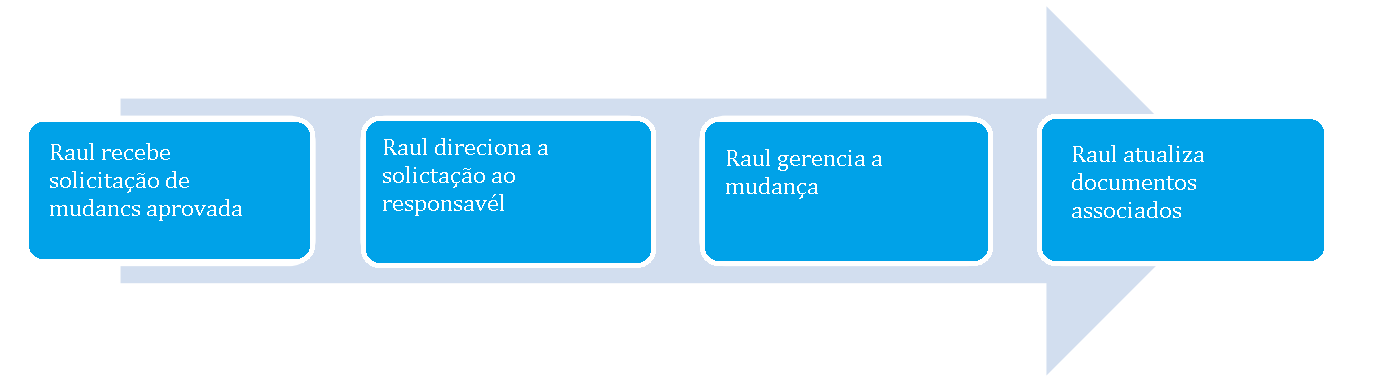 Raul recebe
solicitação de
mudancs aprovada
Raul direciona a
solictação ao
responsavél
Raul gerencia a
mudança
Raul atualiza
documentos
associados